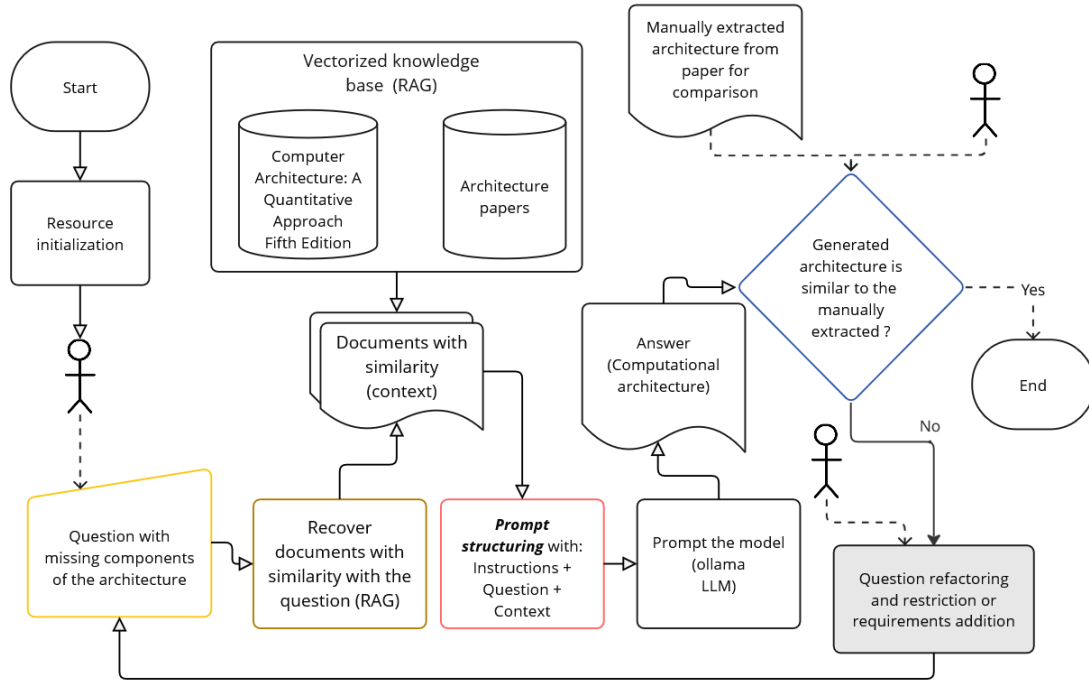 Start
Resource
initialization
Vectorized knowledge
base (RAG)
Computer
Architecture: A
Quantitative
Approach
Fifth Edition
Architecture
papers
Manually extracted
architecture from
paper for
comparison
Documents with
similarity
(context)
Answer
(Computational
architecture)
Generated
architecture is
similar to the
manually
extracted ?
Yes
End
No
Question with
missing components
of the architecture
Recover
documents with
similarity with the
question (RAG)
Prompt
structuring with:
Instructions +
Question +
Context
Prompt the model
(ollama
LLM)
Question refactoring
and restriction or
requirements addition